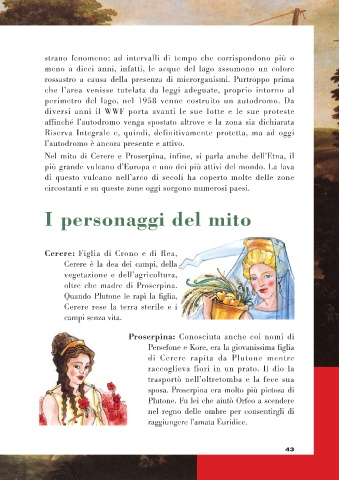 strano fenomeno: ad intervalli di tempo che corrispondono più o
meno a dieci anni, infatti, le acque del lago assumono un colore
rossastro a causa della presenza di microrganismi. Purtroppo prima
che l'area venisse tutelata da leggi adeguate, proprio intorno al
perimetro del lago, nel 1958 venne costruito un autodromo. Da
diversi anni il WWF porta avanti le sue lotte e le sue proteste
affinché l'autodromo venga spostato altrove e la zona sia dichiarata
Riserva Integrale e, quindi, definitivamente protetta, ma ad oggi
l'autodromo è ancora presente e attivo.
Nel mito di Cerere e Proserpina, infine, si parla anche dell'Etna, il
più grande vulcano d'Europa e uno dei più attivi del mondo. La lava
di questo vulcano nell'arco di secoli ha coperto molte delle zone
circostanti e su queste zone oggi sorgono numerosi paesi.
I personaggi del mito
Cerere: Figlia di Crono e di Rea,
Cerere è la dea dei campi, della
vegetazione e dell'agricoltura,
oltre che madre di Proserpina.
Quando Plutone le rapì la figlia,
Cerere rese la terra sterile e i
campi senza vita.
Proserpina: Conosciuta anche coi nomi di
Persefone e Kore, era la giovanissima figlia
di Cerere rapita da Plutone mentre
raccoglieva fiori in un prato. Il dio la
trasportò nell'oltretomba e la fece sua
sposa. Proserpina era molto più pietosa di
Plutone. Fu lei che aiutò Orfeo a scendere
nel regno delle ombre per consentirgli di
raggiungere l'amata Euridice.
43